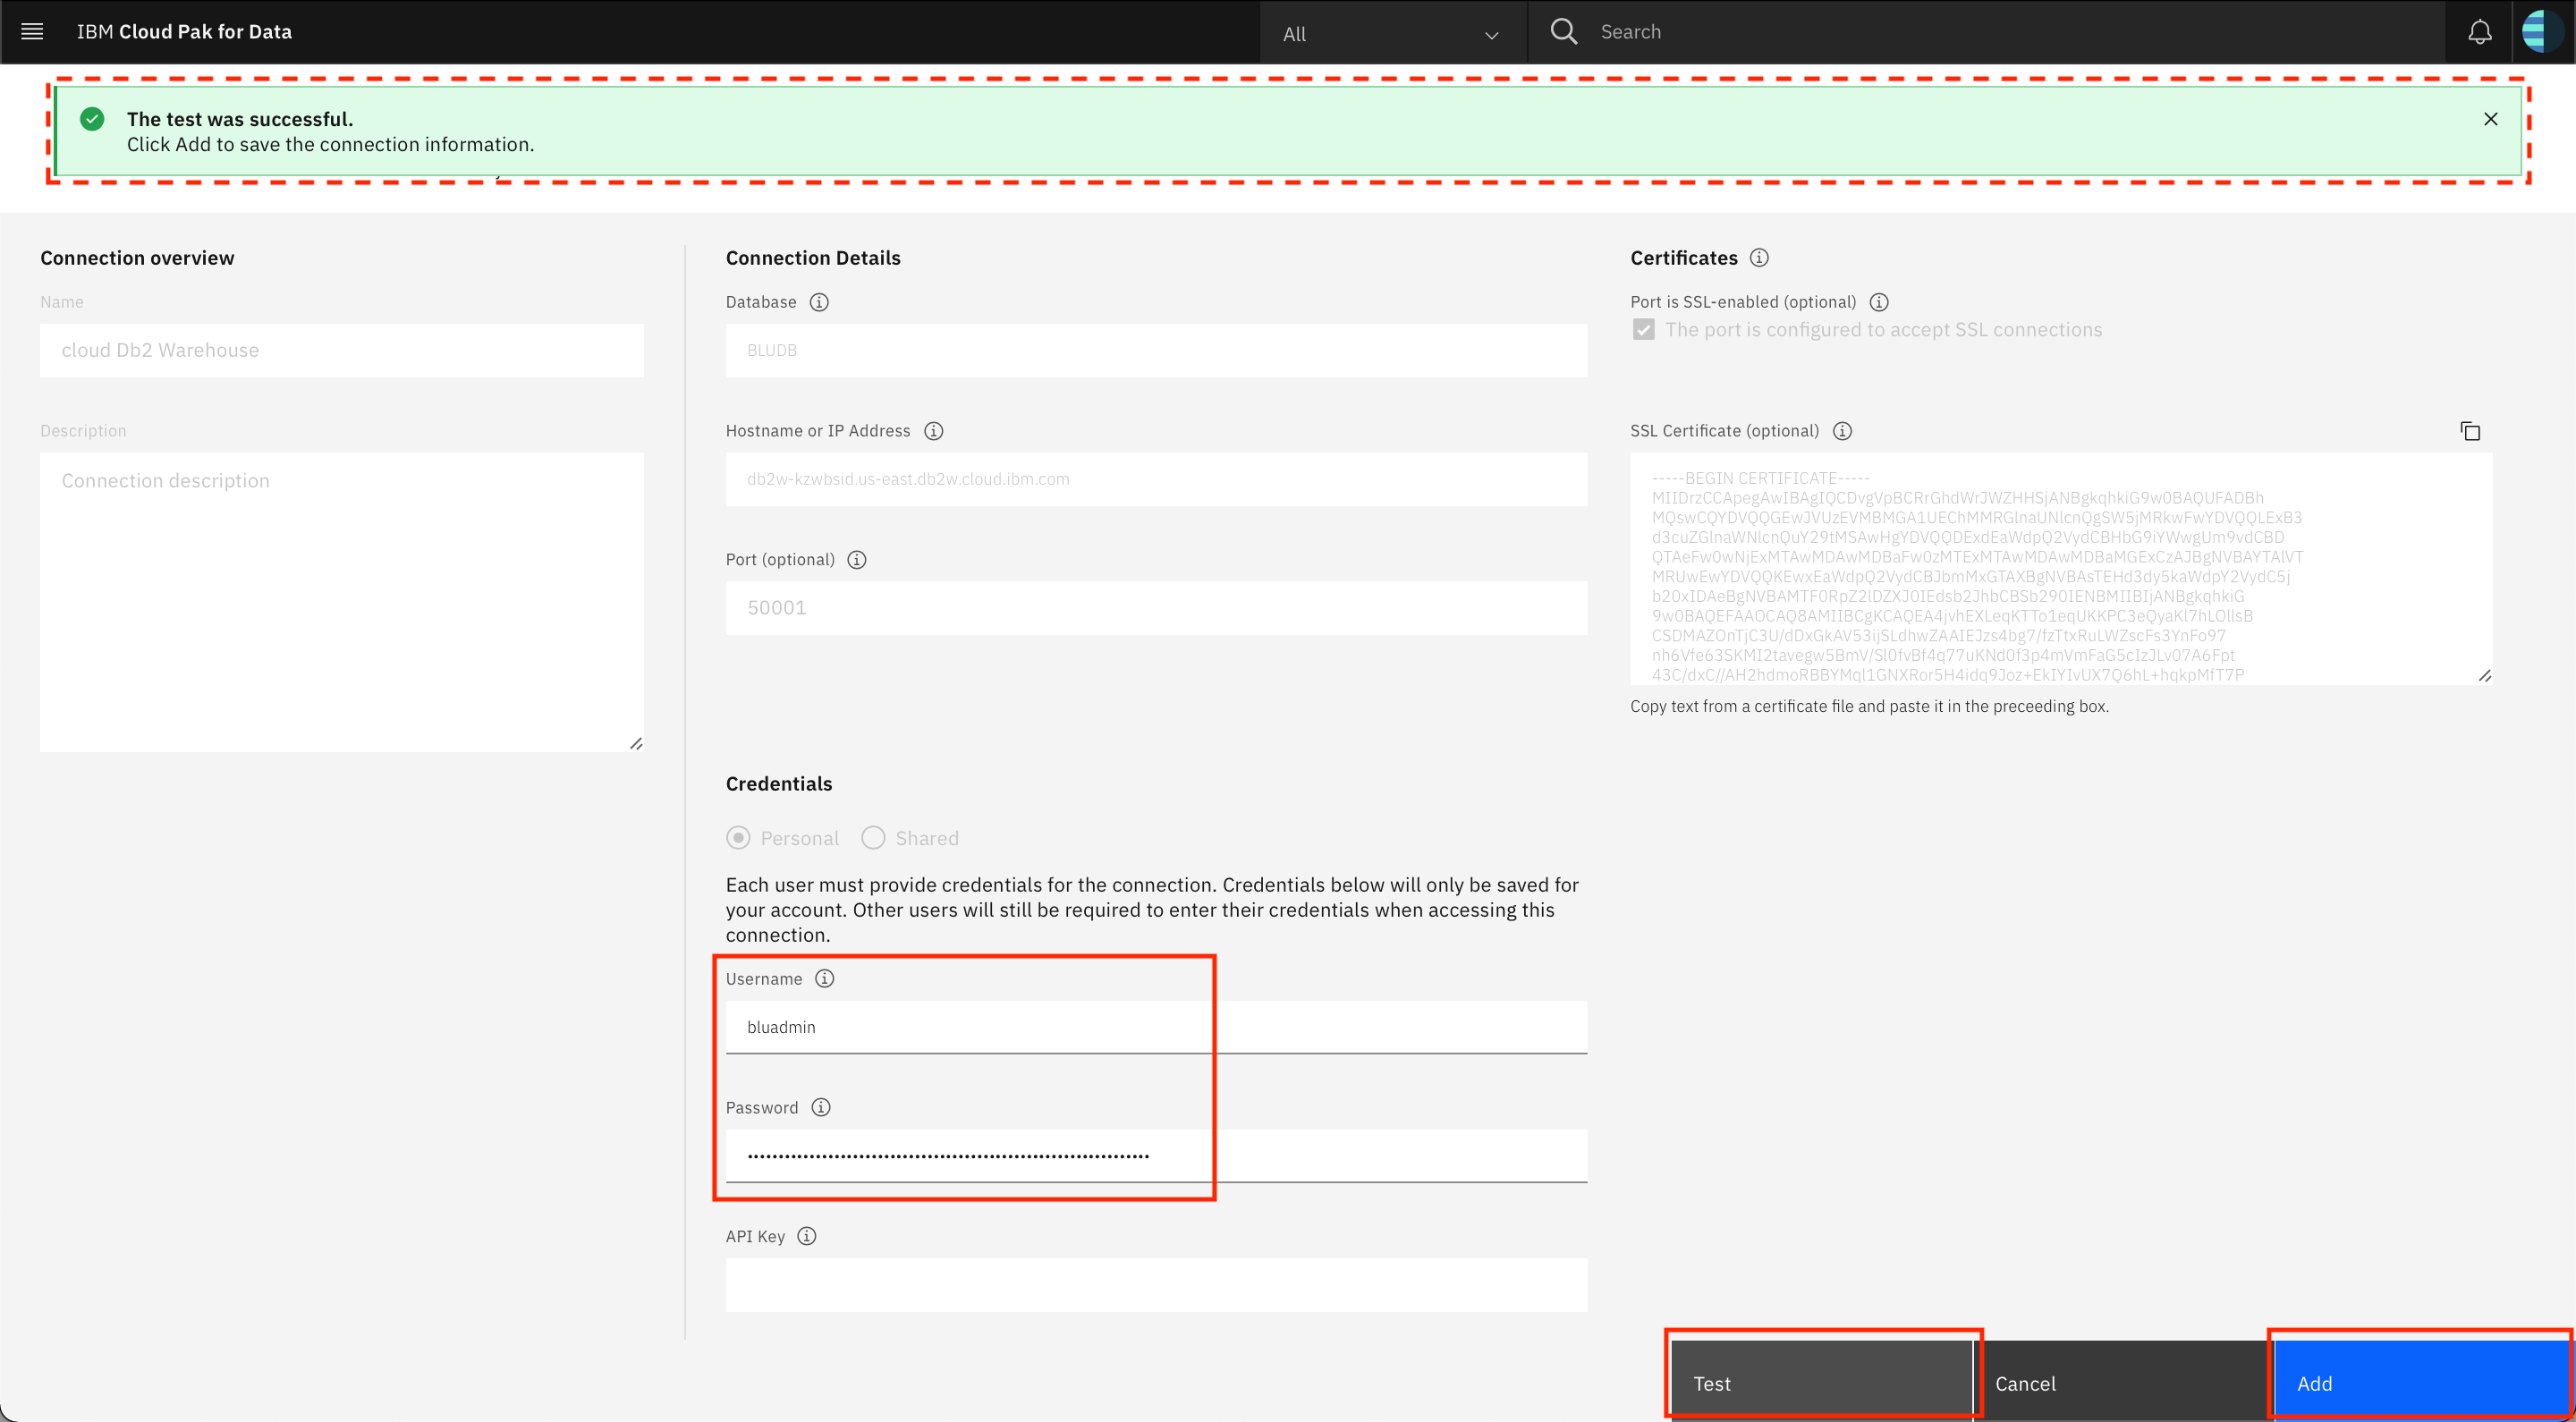 IBM Cloud Pak for Data
All
Search
The test was successful.
Click Add to save the connection information.
Connection overview
Name
cloud Db2 Warehouse
Description
Connection description
Connection Details
Database
BLUDB
Hostname or IP Address
db2w-kzwbsid.us-east.db2w.cloud.ibm.com
Port (optional)
50001
Credentials
Personal
Shared
Each user must provide credentials for the connection. Credentials below will only be saved for
your account. Other users will still be required to enter their credentials when accessing this
connection.
Username
bluadmin
Password
API Key
Certificates
Port is SSL-enabled (optional)
The port is configured to accept SSL connections
SSL Certificate (optional)
-----BEGIN CERTIFICATE-----
MIIDrzCCApegAwIBAgIQCDvgVpBCRrGhdWrJWZHHSjANBgkqhkiG9w0BAQUFADBh
MQswCQYDVQQGEwJVUzEVMBMGA1UEChMMRGlnaUNlcnQgSW5jMRkwFwYDVQQLExB3
d3cuZGlnaWNlcnQuY29tMSAwHgYDVQQDExdEaWdpQ2VydCBHbG9iYWwgUm9vdCBD
QTAeFw0wNjExMTAwMDAwMDBaFw0zMTExMTAwMDAwMDBaMGExCzAJBgNVBAYTAlVT
MRUwEwYDVQQKEwxEaWdpQ2VydCBJbmMxGTAXBgNVBAsTEHd3dy5kaWdpY2VydC5j
b20xIDAeBgNVBAMTF0RpZ2lDZXJ0IEdsb2JhbCBSb290IENBMIIBIjANBgkqhkiG
9w0BAQEFAAOCAQ8AMIIBCgKCAQEA4jvhEXLeqKTTo1eqUKKPC3eQyaKl7hLOllsB
CSDMAZOnTjC3U/dDxGkAV53ijSLdhwZAAIEJzs4bg7/fzTtxRuLWZscFs3YnFo97
nh6Vfe63SKMI2tavegw5BmV/Sl0fvBf4q77uKNd0f3p4mVmFaG5cIzJLv07A6Fpt
43C/dxC//AH2hdmoRBBYMql1GNXRor5H4idq9Joz+EkIYIvUX7Q6hL+hqkpMfT7P
Copy text from a certificate file and paste it in the preceeding box.
Test
Cancel
Add